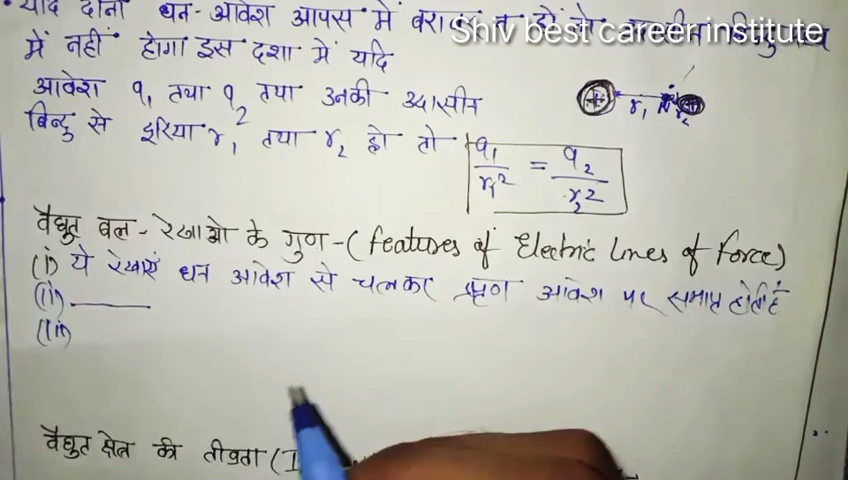 यदि दोनों धन-आवेश आपस में
Shiv best career institute
में नहीं होगा इस दशा में यदि
आवेश q₁ तथा q₂ तथा उनकी उदासीन
बिन्दु से दूरिया r₁ तथा r₂ हो तो q₁/r₁² = q₂/r₂²
+ r₁ N r₂
वैघुत बल-रेखाओ के गुण-(features of Electric lines of force)
(i) ये रेखाएं धन आवेश से चलकर ऋण आवेश पर समाप्त होती हैं
(ii)
(iii)
वैघुत क्षेत्र की तीव्रता (I